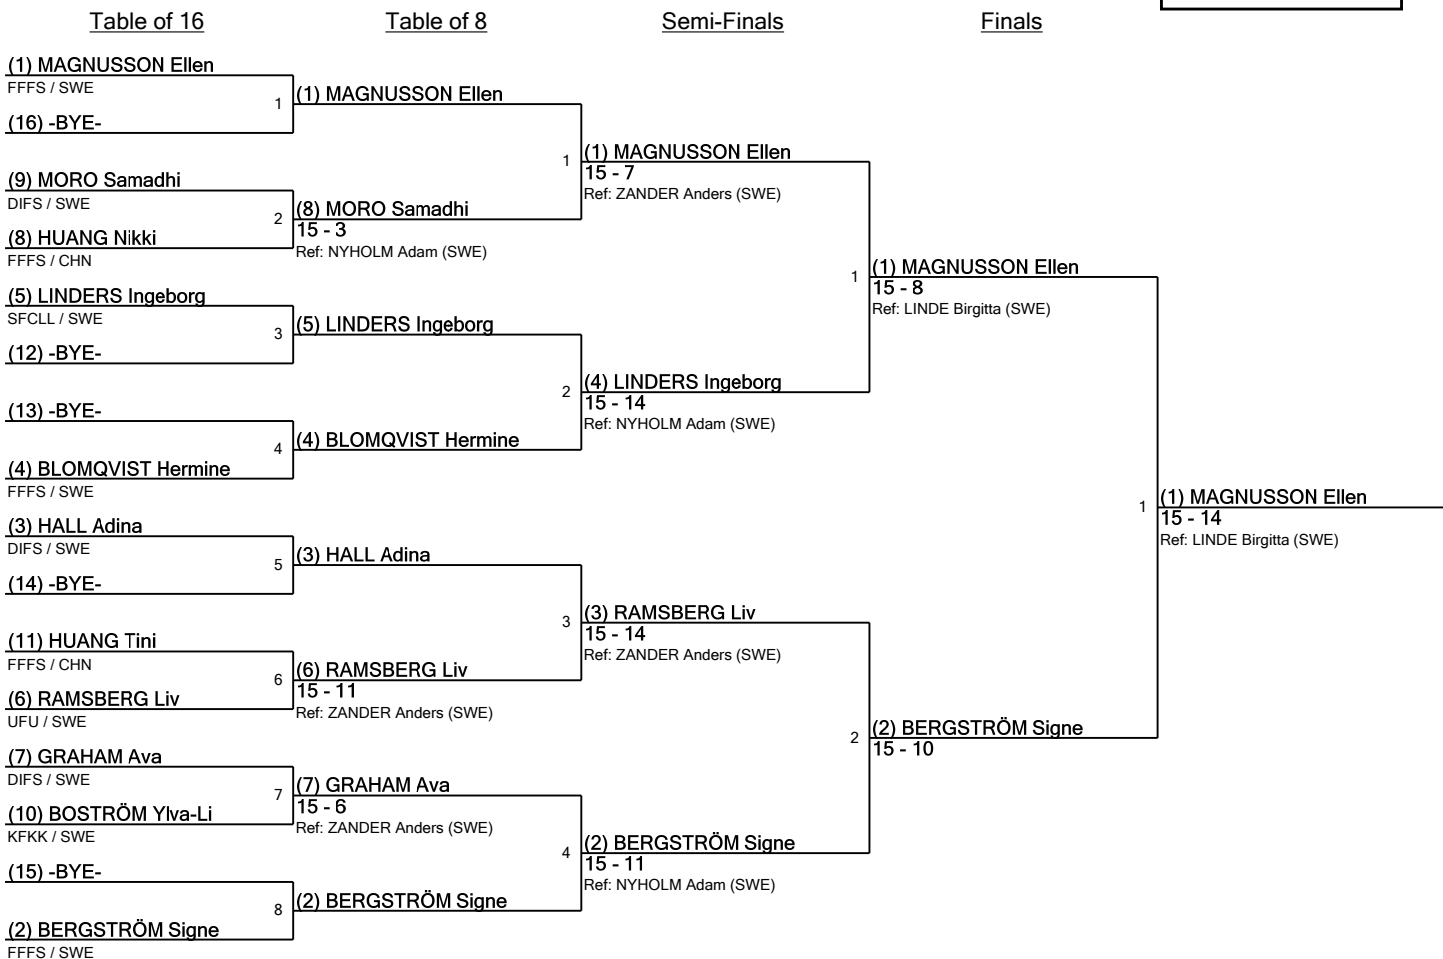 Table of 16
Table of 8
Semi-Finals
Finals
(1) MAGNUSSON Ellen
FFFS / SWE
1
(16) -BYE-
(9) MORO Samadhi
DIFS / SWE
2
(8) HUANG Nikki
FFFS / CHN
(5) LINDERS Ingeborg
SFCLL / SWE
3
(12) -BYE-
(13) -BYE-
4
(4) BLOMQVIST Hermine
FFFS / SWE
(3) HALL Adina
DIFS / SWE
5
(14) -BYE-
(11) HUANG Tini
FFFS / CHN
6
(6) RAMSBERG Liv
UFU / SWE
(7) GRAHAM Ava
DIFS / SWE
7
(10) BOSTRÖM Ylva-Li
KFKK / SWE
(15) -BYE-
8
(2) BERGSTRÖM Signe
FFFS / SWE
(1) MAGNUSSON Ellen
1
(8) MORO Samadhi
15 - 3
Ref: NYHOLM Adam (SWE)
(5) LINDERS Ingeborg
2
(4) BLOMQVIST Hermine
(3) HALL Adina
3
(6) RAMSBERG Liv
15 - 11
Ref: ZANDER Anders (SWE)
(7) GRAHAM Ava
15 - 6
Ref: ZANDER Anders (SWE)
4
(2) BERGSTRÖM Signe
(1) MAGNUSSON Ellen
15 - 7
Ref: ZANDER Anders (SWE)
1
(4) LINDERS Ingeborg
15 - 14
Ref: NYHOLM Adam (SWE)
(3) RAMSBERG Liv
15 - 14
Ref: ZANDER Anders (SWE)
2
(2) BERGSTRÖM Signe
15 - 11
Ref: NYHOLM Adam (SWE)
(1) MAGNUSSON Ellen
15 - 8
Ref: LINDE Birgitta (SWE)
1
(2) BERGSTRÖM Signe
15 - 10
(1) MAGNUSSON Ellen
15 - 14
Ref: LINDE Birgitta (SWE)